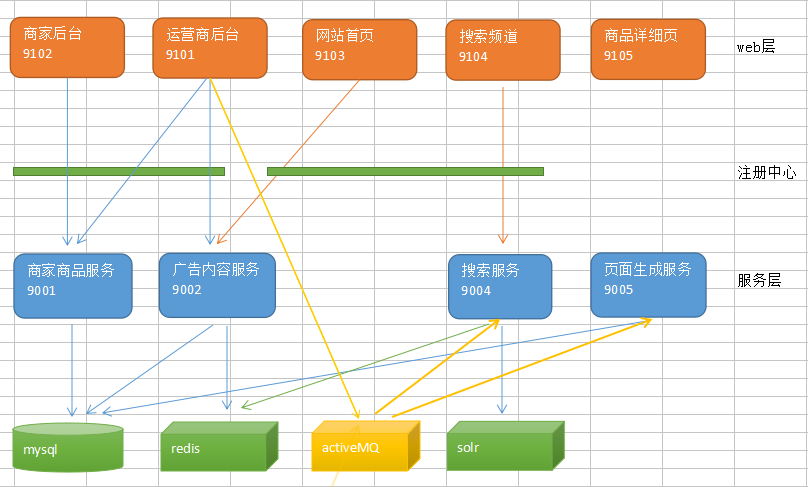 商家后台
9102
运营商后台
9101
网站首页
9103
搜索频道
9104
商品详细页
9105
web层
注册中心
商家商品服务
9001
广告内容服务
9002
搜索服务
9004
页面生成服务
9005
服务层
mysql
redis
activeMQ
solr